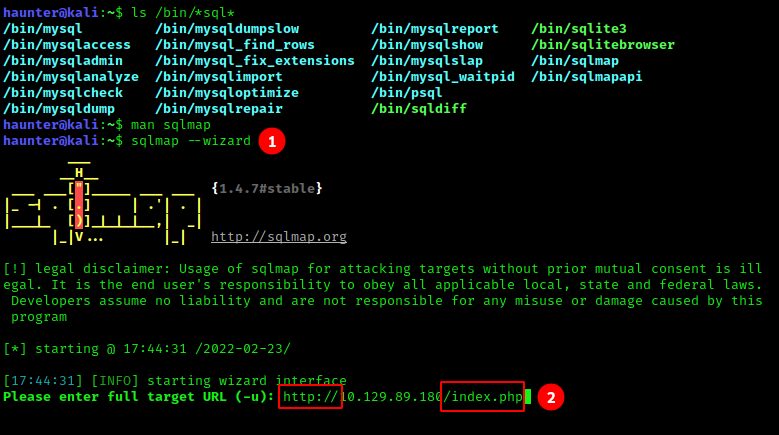 haunter@kali:~$ ls /bin/*sql*
/bin/mysql /bin/mysqldumpslow /bin/mysqlreport /bin/sqlite3
/bin/mysqlaccess /bin/mysql_find_rows /bin/mysqlshow /bin/sqlitebrowser
/bin/mysqladmin /bin/mysql_fix_extensions /bin/mysqlslap /bin/sqlmap
/bin/mysqlanalyze /bin/mysqlimport /bin/mysql_waitpid /bin/sqlmapapi
/bin/mysqlcheck /bin/mysqloptimize /bin/psql
/bin/mysqldump /bin/mysqlrepair /bin/sqldiff
haunter@kali:~$ man sqlmap
haunter@kali:~$ sqlmap --wizard 1
{1.4.7#stable}
http://sqlmap.org
[!] legal disclaimer: Usage of sqlmap for attacking targets without prior mutual consent is ill
egal. It is the end user's responsibility to obey all applicable local, state and federal laws.
Developers assume no liability and are not responsible for any misuse or damage caused by this
program
[*] starting @ 17:44:31 /2022-02-23/
[17:44:31] [INFO] starting wizard interface
Please enter full target URL (-u): http://10.129.89.180/index.php 2